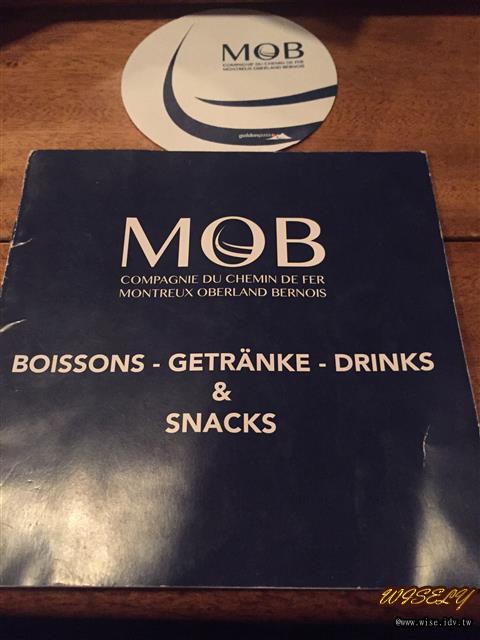 MOB
COMPAGNIE DU CHEMIN DE FER
MONTREUX OBERLAND BERNOIS
goldenpass
MOB
COMPAGNIE DU CHEMIN DE FER
MONTREUX OBERLAND BERNOIS
BOISSONS - GETRÄNKE - DRINKS
&
SNACKS
WISELY
@www.wise.idv.tw